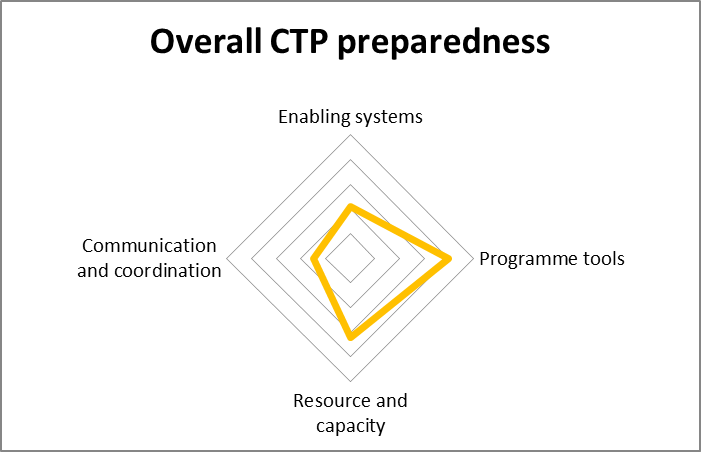 Overall CTP preparedness
Enabling systems
Communication
and coordination
Programme tools
Resource and
capacity